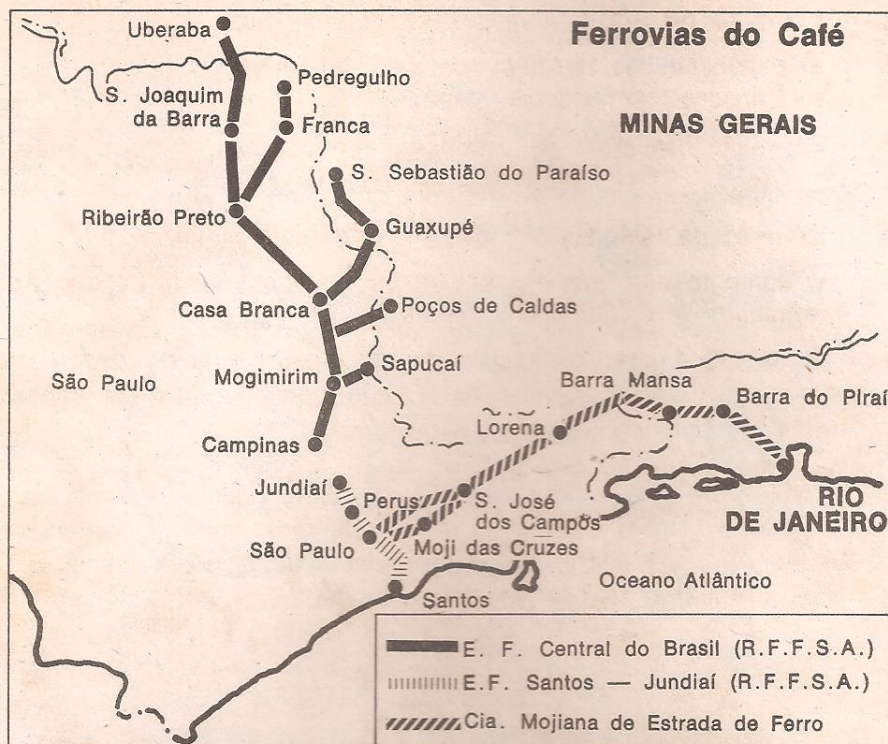 Ferrovias do Café
Uberaba
Pedregulho
S. Joaquim
da Barra
Franca
MINAS GERAIS
S. Sebastião do Paraíso
Ribeirão Preto
Guaxupé
Casa Branca
Poços de Caldas
São Paulo
Mogimirim
Sapucaí
Barra Mansa
Barra do Piraí
Campinas
Lorena
Jundiaí
Perus
S. José
dos Campos
RIO
DE JANEIRO
São Paulo
Moji das Cruzes
Santos
Oceano Atlântico
E. F. Central do Brasil (R.F.F.S.A.)
E.F. Santos — Jundiaí (R.F.F.S.A.)
Cia. Mojiana de Estrada de Ferro